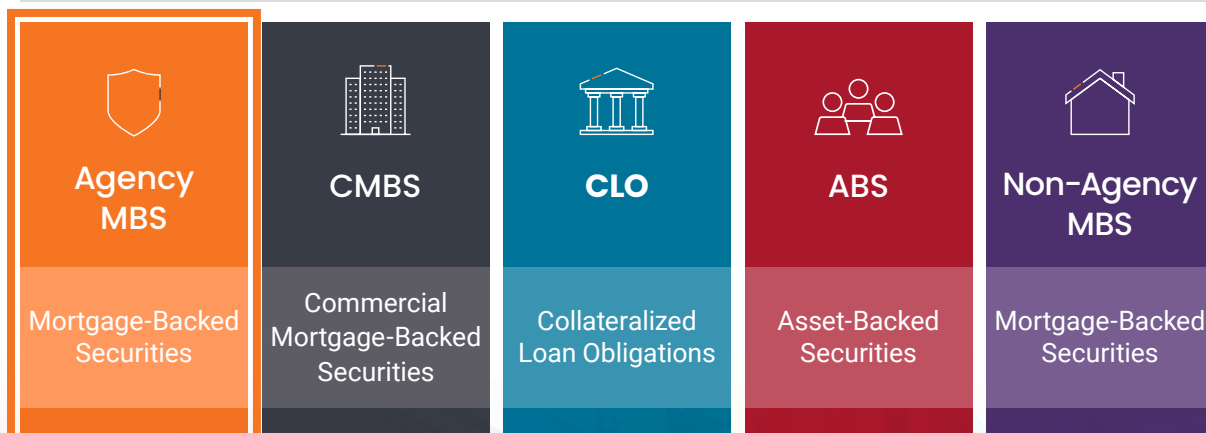 Agency
MBS
Mortgage-Backed
Securities
CMBS
Commercial
Mortgage-Backed
Securities
CLO
Collateralized
Loan Obligations
ABS
Asset-Backed
Securities
Non-Agency
MBS
Mortgage-Backed
Securities